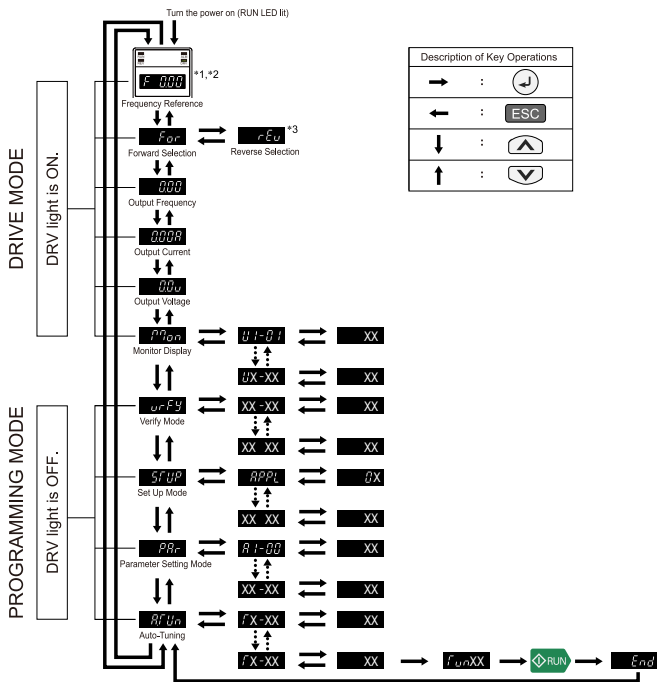 Turn the power on (RUN LED lit)
F 0.00 *1,*2
Frequency Reference
For
rEv *3
Forward Selection
Reverse Selection
0.00
Output Frequency
0.00A
Output Current
0.0v
Output Voltage
Mon
U1-01
XX
Monitor Display
UX-XX
XX
vrFy
XX-XX
XX
Verify Mode
XX XX
XX
STUP
APPL
0X
Set Up Mode
XX XX
XX
PAr
A1-00
XX
Parameter Setting Mode
XX-XX
XX
A.TUn
TX-XX
XX
Auto-Tuning
TX-XX
XX
TunXX
RUN
End
DRIVE MODE
DRV light is ON.
PROGRAMMING MODE
DRV light is OFF.
Description of Key Operations
→ :
← : ESC
↓ :
↑ :